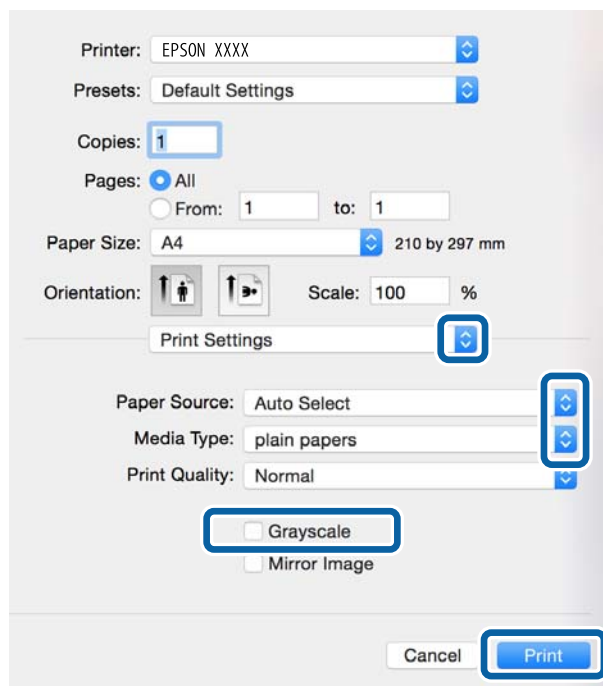 Printer: EPSON XXXX
Presets: Default Settings
Copies: 1
Pages: All
From: 1 to: 1
Paper Size: A4 210 by 297 mm
Orientation: Scale: 100 %
Print Settings
Paper Source: Auto Select
Media Type: plain papers
Print Quality: Normal
Grayscale
Mirror Image
Cancel Print